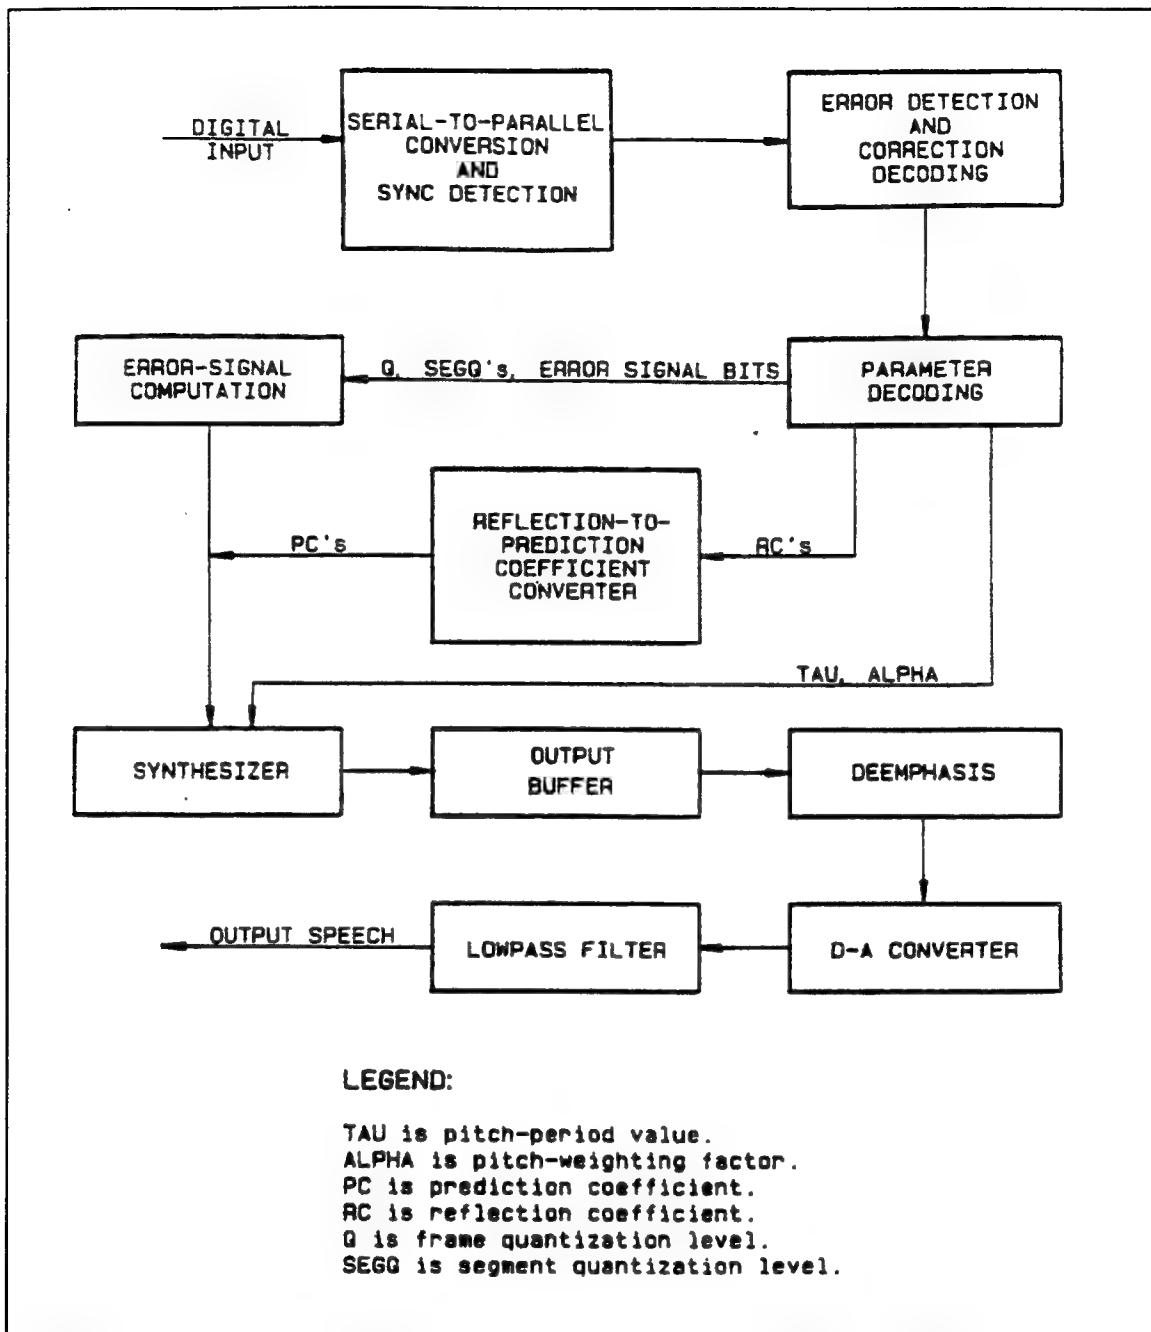 DIGITAL
INPUT
SERIAL-TO-PARALLEL
CONVERSION
AND
SYNC DETECTION
ERROR DETECTION
AND
CORRECTION
DECODING
ERROR-SIGNAL
COMPUTATION
Q, SEGQ's, ERROR SIGNAL BITS
PARAMETER
DECODING
PC's
REFLECTION-TO-
PREDICTION
COEFFICIENT
CONVERTER
RC's
TAU, ALPHA
SYNTHESIZER
OUTPUT
BUFFER
DEEMPHASIS
OUTPUT SPEECH
LOWPASS FILTER
D-A CONVERTER
LEGEND:
TAU is pitch-period value.
ALPHA is pitch-weighting factor.
PC is prediction coefficient.
RC is reflection coefficient.
Q is frame quantization level.
SEGQ is segment quantization level.